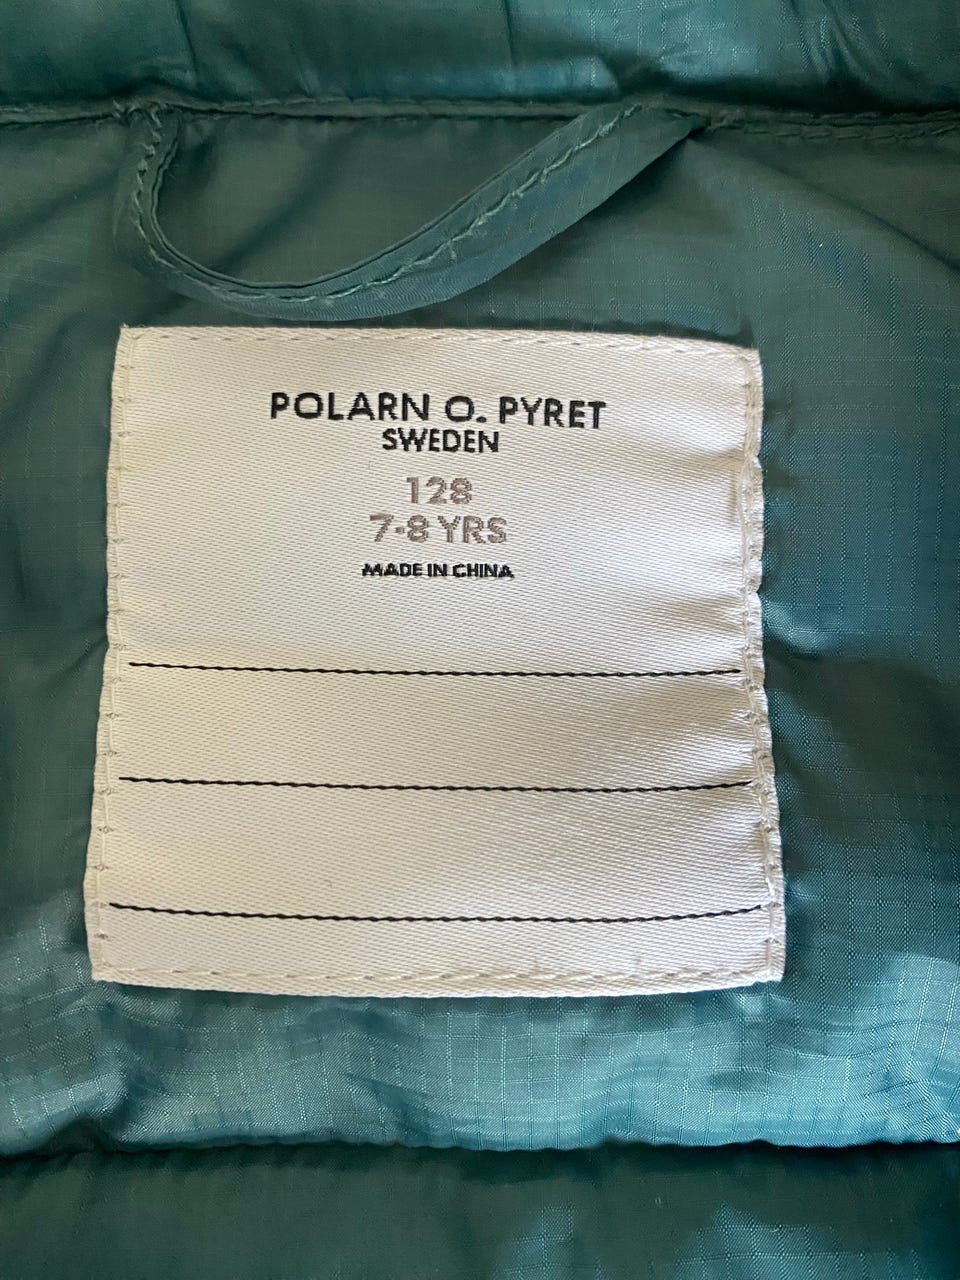 POLARN O. PYRET
SWEDEN
128
7-8 YRS
MADE IN CHINA